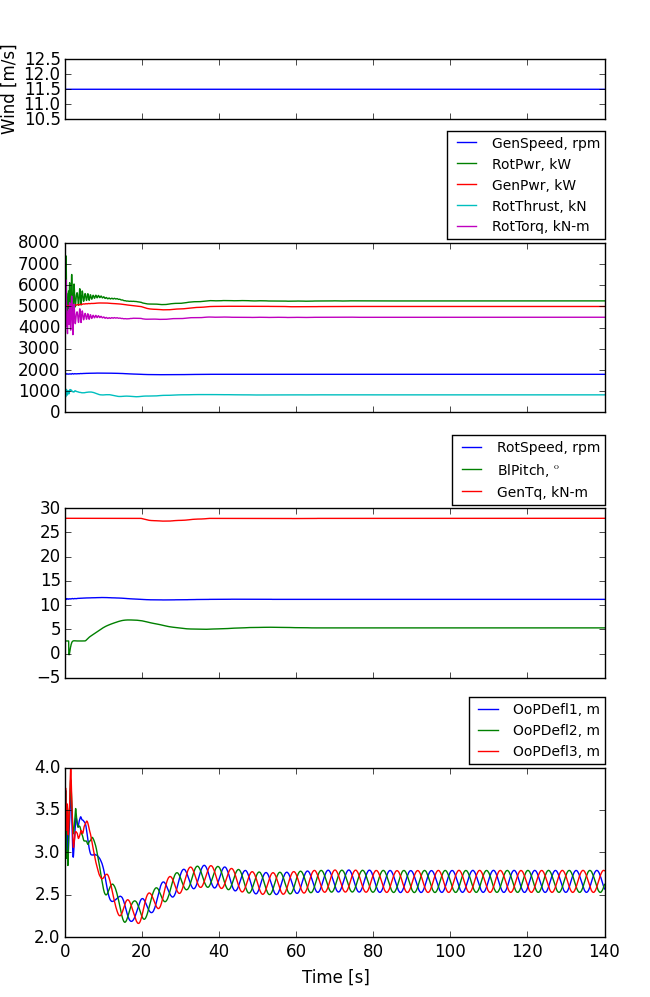 Wind [m/s]
12.5
12.0
11.5
11.0
10.5
GenSpeed, rpm
RotPwr, kW
GenPwr, kW
RotThrust, kN
RotTorq, kN-m
8000
7000
6000
5000
4000
3000
2000
1000
0
RotSpeed, rpm
BlPitch, °
GenTq, kN-m
30
25
20
15
10
5
0
−5
OoPDefl1, m
OoPDefl2, m
OoPDefl3, m
4.0
3.5
3.0
2.5
2.0
0 20 40 60 80 100 120 140
Time [s]